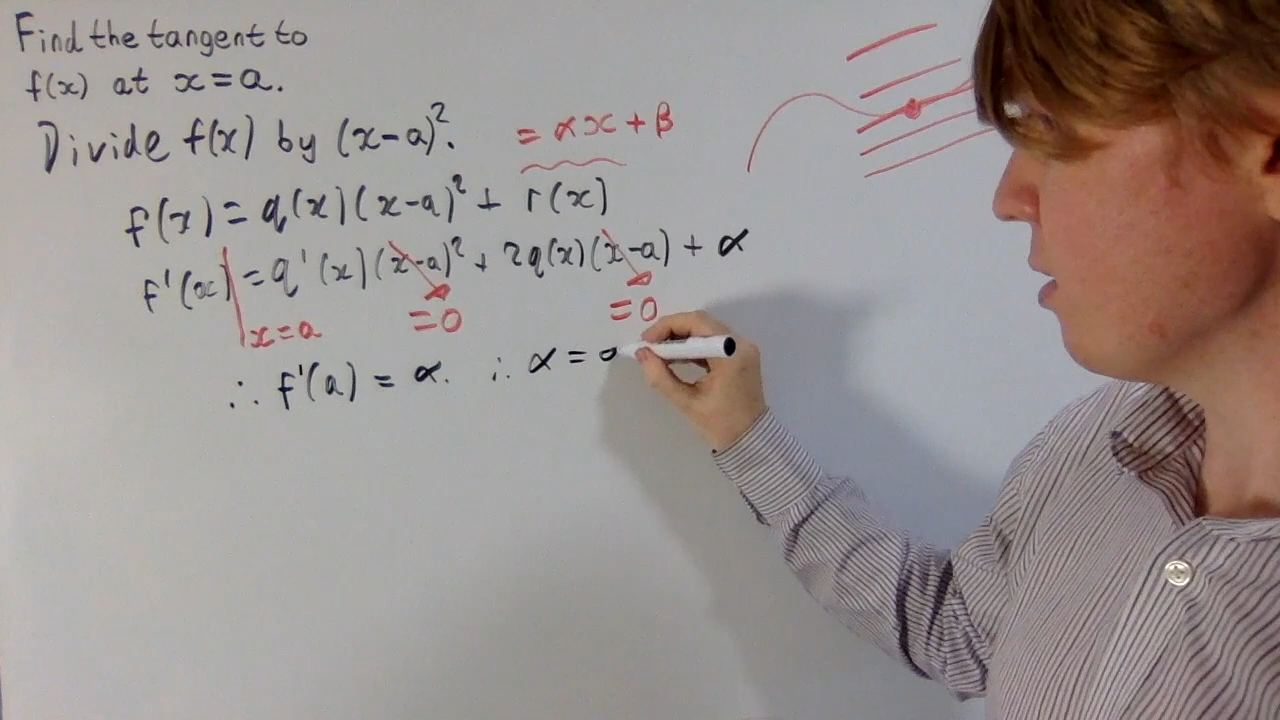 Find the tangent to
f(x) at x=a.
Divide f(x) by (x-a)². = αx + β
f(x) = q(x)(x-a)² + r(x)
f'(x) = q'(x)(x-a)² + 2q(x)(x-a) + α
x=a =0 =0
∴ f'(a) = α. ∴ α =